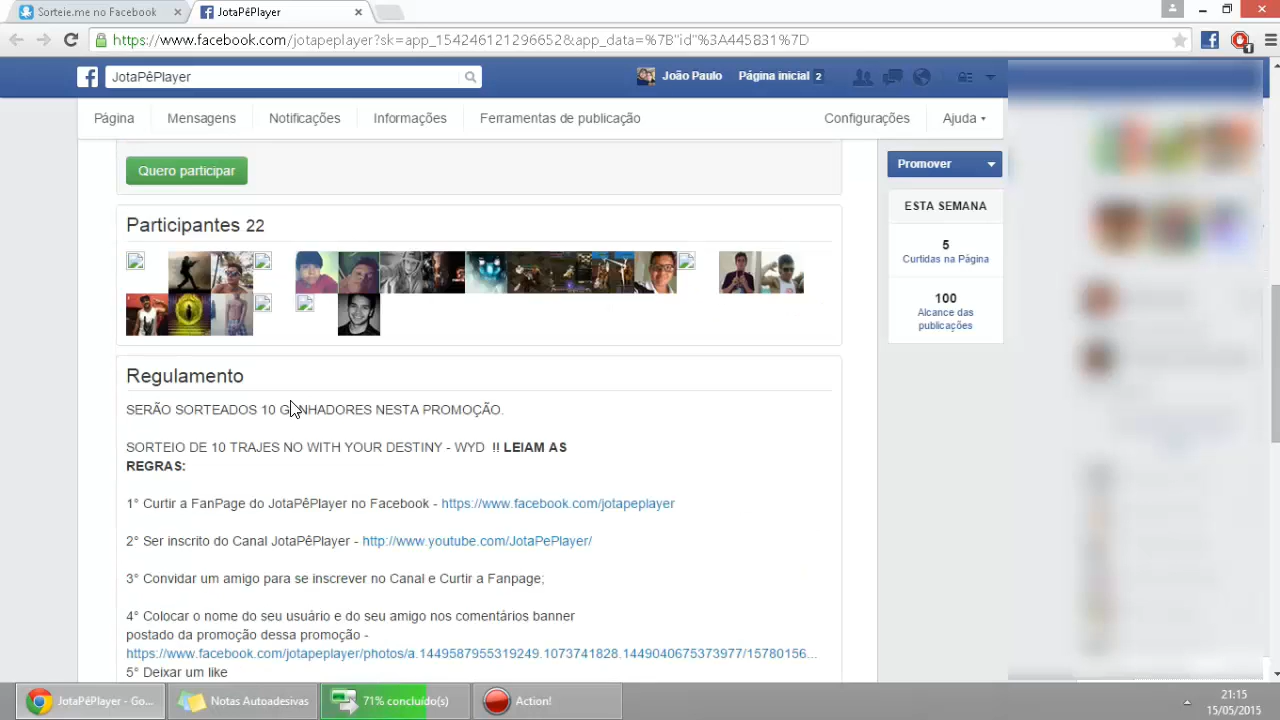 Sorteie.me no Facebook
JotaPêPlayer
https://www.facebook.com/jotapeplayer?sk=app_154246121296652&app_data=%7B"id"%3A445831%7D
1
JotaPêPlayer
João Paulo
Página inicial 2
Página
Mensagens
Notificações
Informações
Ferramentas de publicação
Configurações
Ajuda
Quero participar
Promover
ESTA SEMANA
5
Curtidas na Página
100
Alcance das
publicações
Participantes 22
Regulamento
SERÃO SORTEADOS 10 GANHADORES NESTA PROMOÇÃO.
SORTEIO DE 10 TRAJES NO WITH YOUR DESTINY - WYD !! LEIAM AS
REGRAS:
1° Curtir a FanPage do JotaPêPlayer no Facebook - https://www.facebook.com/jotapeplayer
2° Ser inscrito do Canal JotaPêPlayer - http://www.youtube.com/JotaPePlayer/
3° Convidar um amigo para se inscrever no Canal e Curtir a Fanpage;
4° Colocar o nome do seu usuário e do seu amigo nos comentários banner
postado da promoção dessa promoção -
https://www.facebook.com/jotapeplayer/photos/a.1449587955319249.1073741828.1449040675373977/15780156...
5° Deixar um like
JotaPêPlayer - Go...
Notas Autoadesivas
71% concluído(s)
Action!
21:15
15/05/2015